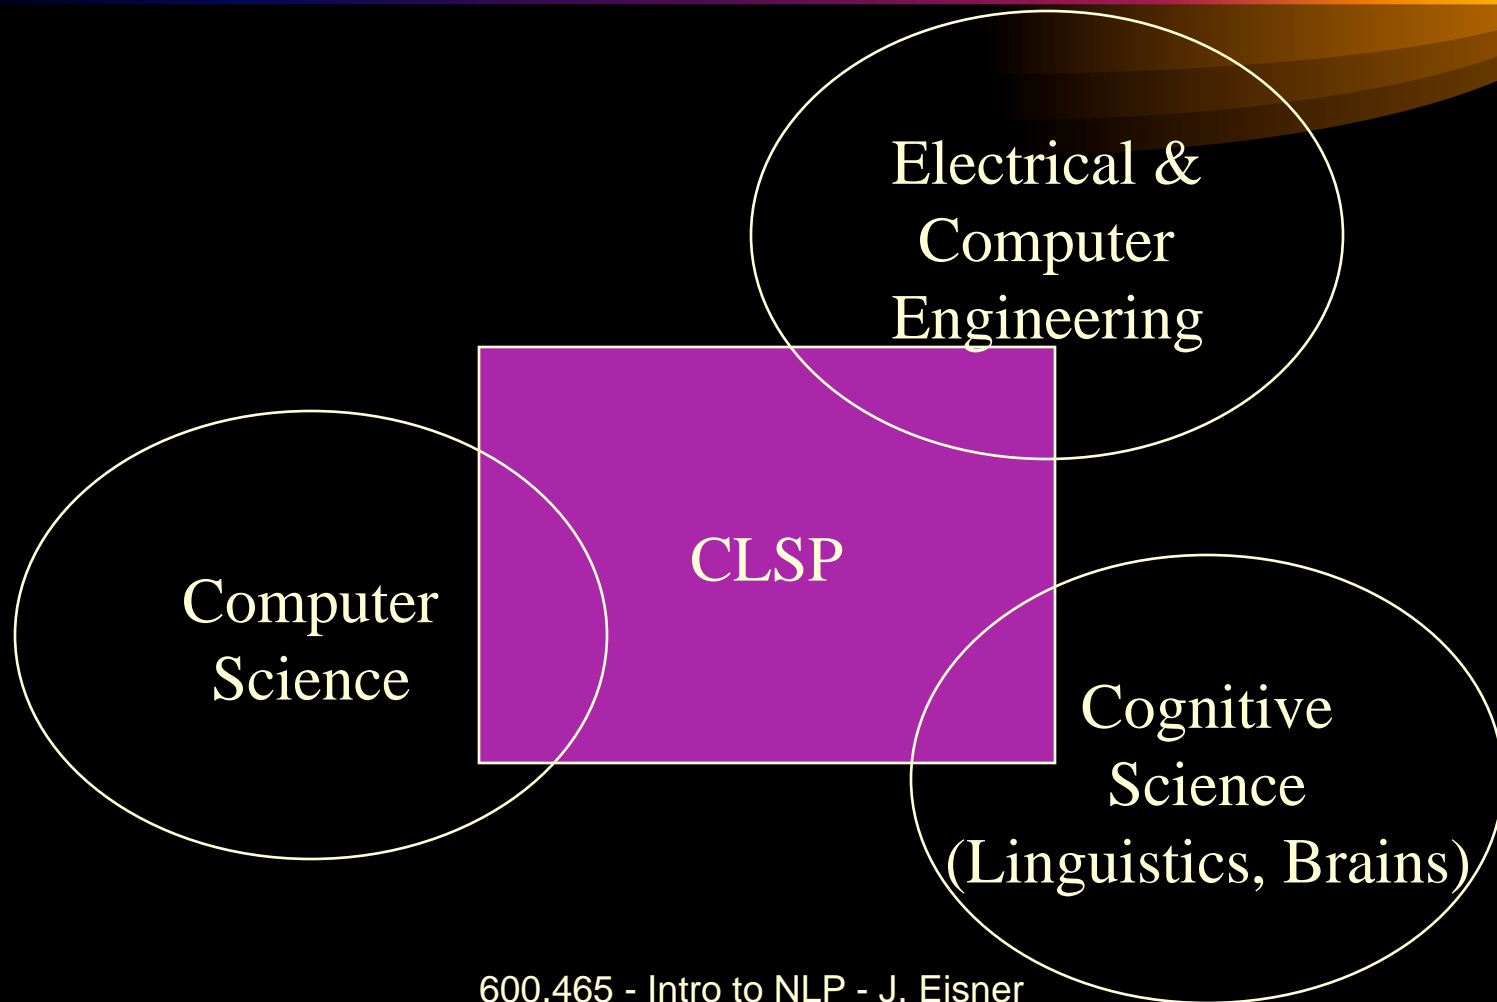 Electrical &
Computer
Engineering
CLSP
Computer
Science
Cognitive
Science
(Linguistics, Brains)
600.465 - Intro to NLP - J. Eisner